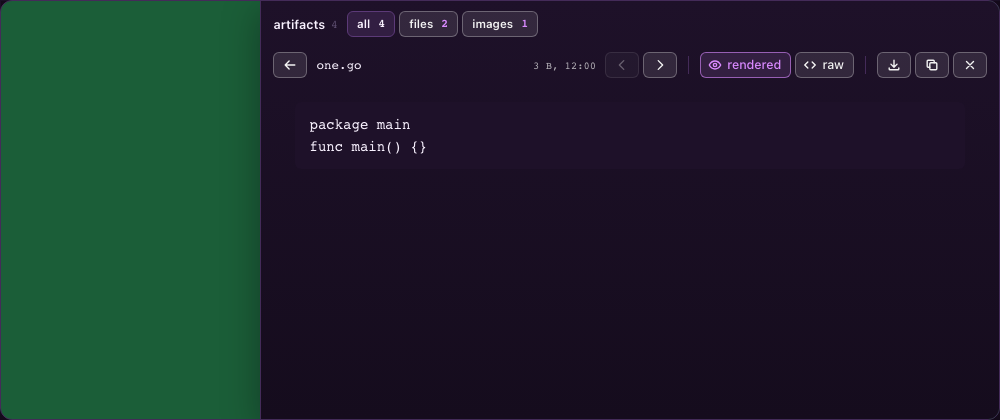 artifacts 4 all 4 files 2 images 1
one.go 3 B, 12:00 rendered raw
package main
func main() {}